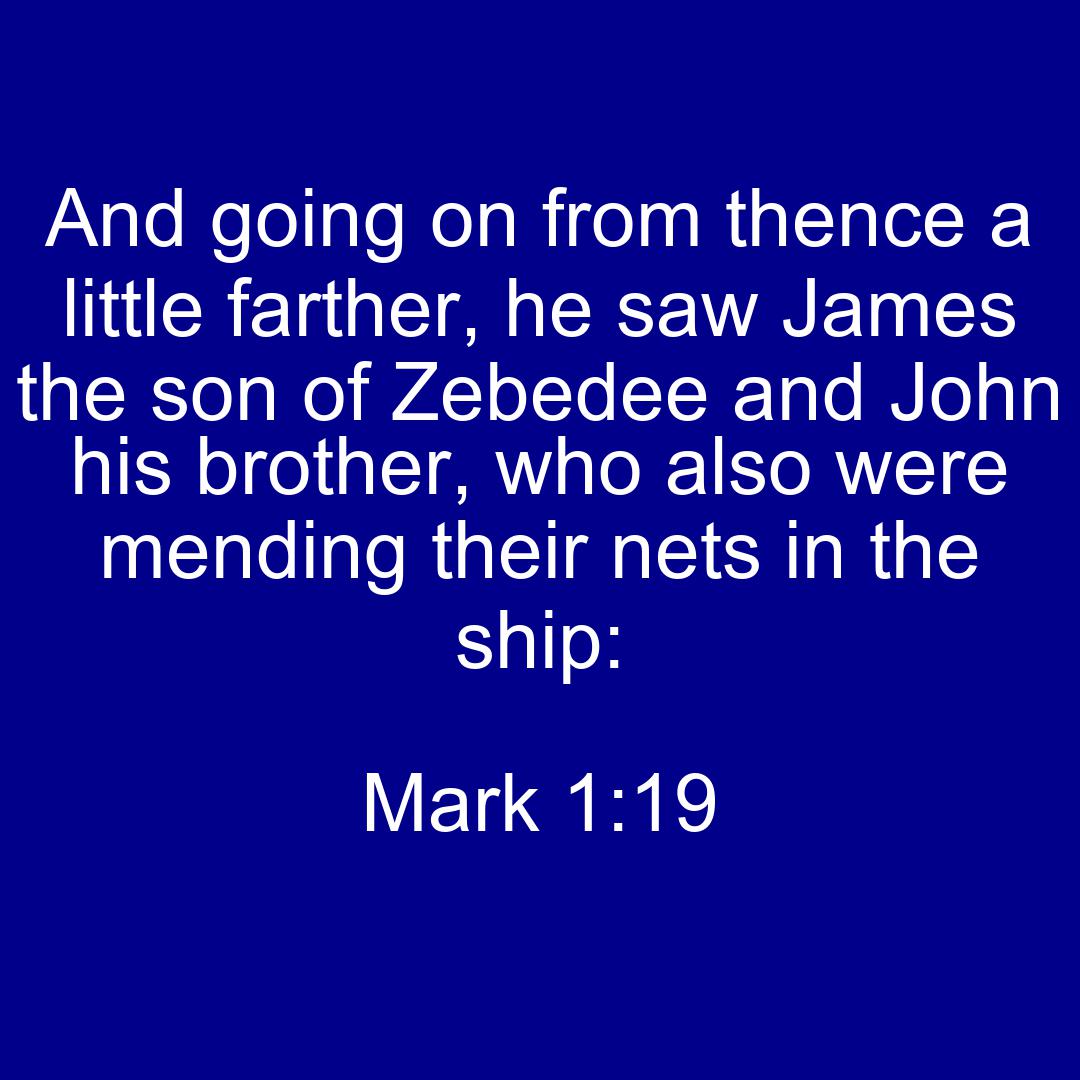 And going on from thence a
little farther, he saw James
the son of Zebedee and John
his brother, who also were
mending their nets in the
ship:
Mark 1:19